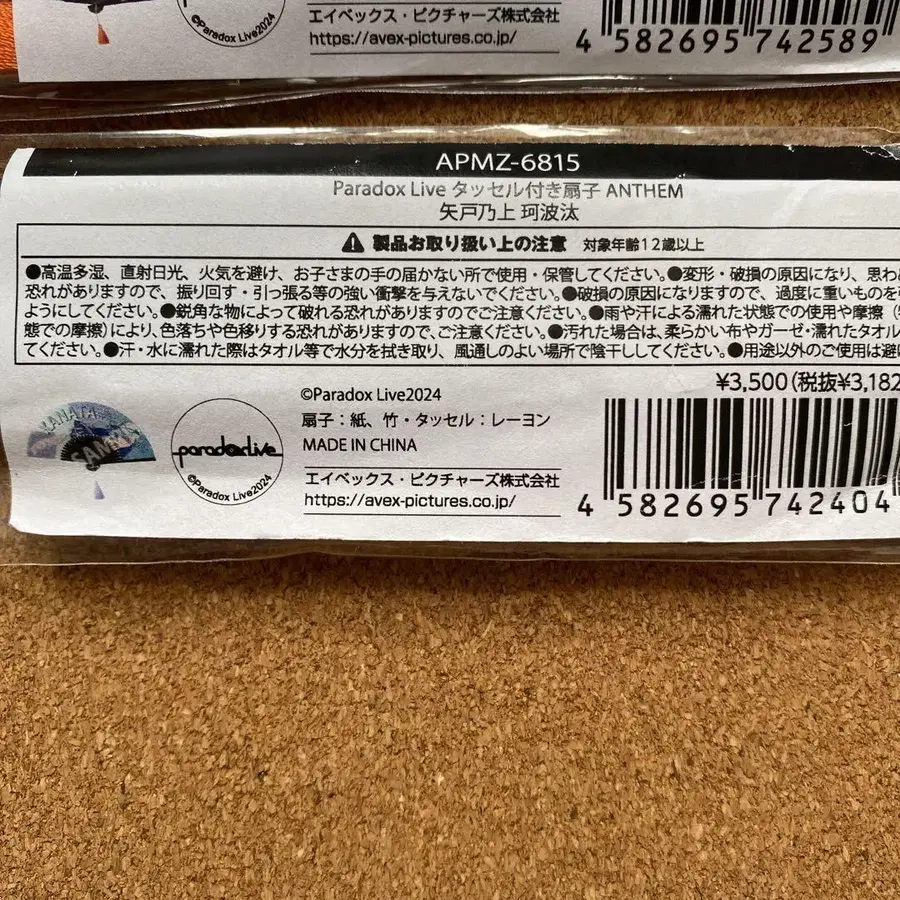 ©Paradox Live2024
エイベックス・ピクチャーズ株式会社
https://avex-pictures.co.jp/
4 582695 742589
APMZ-6815
Paradox Live タッセル付き扇子 ANTHEM
矢戸乃上 珂波汰
製品お取り扱い上の注意 対象年齢12歳以上
●高温多湿、直射日光、火気を避け、お子さまの手の届かない所で使用・保管してください。●変形・破損の原因になり、思わ
恐れがありますので、振り回す・引っ張る等の強い衝撃を与えないでください。●破損の原因になりますので、過度に重いものを
ようにしてください。●鋭角な物によって破れる恐れがありますのでご注意ください。●雨や汗による濡れた状態での使用や摩擦
態での摩擦)により、色落ちや色移りする恐れがありますので、ご注意ください。●汚れた場合は、柔らかい布やガーゼ・濡れたタオル
てください。●汗・水に濡れた際はタオル等で水分を拭き取り、風通しのよい場所で陰干ししてください。●用途以外のご使用は避け
¥3,500(税抜¥3,182
©Paradox Live2024
扇子：紙、竹・タッセル：レーヨン
MADE IN CHINA
エイベックス・ピクチャーズ株式会社
https://avex-pictures.co.jp/
KANATA
SAMPLE
paradoxlive
©Paradox Live2024
4 582695 742404